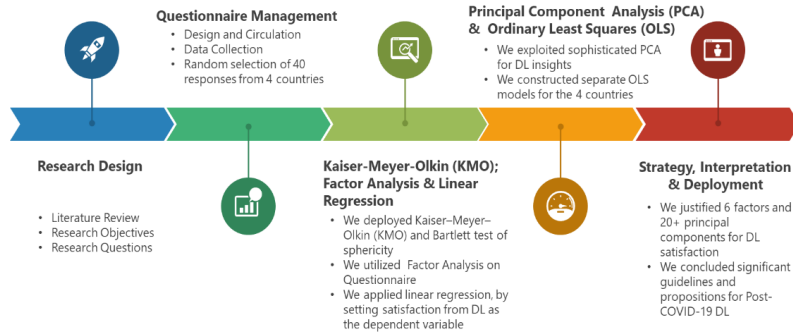 Questionnaire Management
• Design and Circulation
• Data Collection
• Random selection of 40
responses from 4 countries
Principal Component Analysis (PCA)
& Ordinary Least Squares (OLS)
• We exploited sophisticated PCA
for DL insights
• We constructed separate OLS
models for the 4 countries
Research Design
• Literature Review
• Research Objectives
• Research Questions
Kaiser-Meyer-Olkin (KMO);
Factor Analysis & Linear
Regression
• We deployed Kaiser–Meyer–
Olkin (KMO) and Bartlett test of
sphericity
• We utilized Factor Analysis on
Questionnaire
• We applied linear regression, by
setting satisfaction from DL as
the dependent variable
Strategy, Interpretation
& Deployment
• We justified 6 factors and
20+ principal
components for DL
satisfaction
• We concluded significant
guidelines and
propositions for Post-
COVID-19 DL